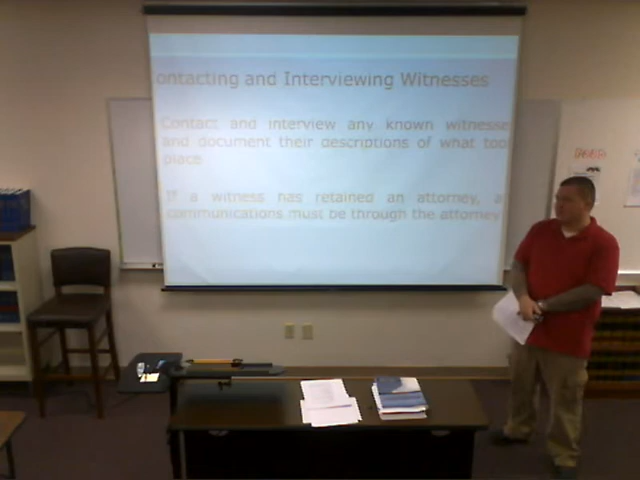 ontacting and Interviewing Witnesses
Contact and interview any known witnesse
and document their descriptions of what too
place
If a witness has retained an attorney, a
communications must be through the attorney